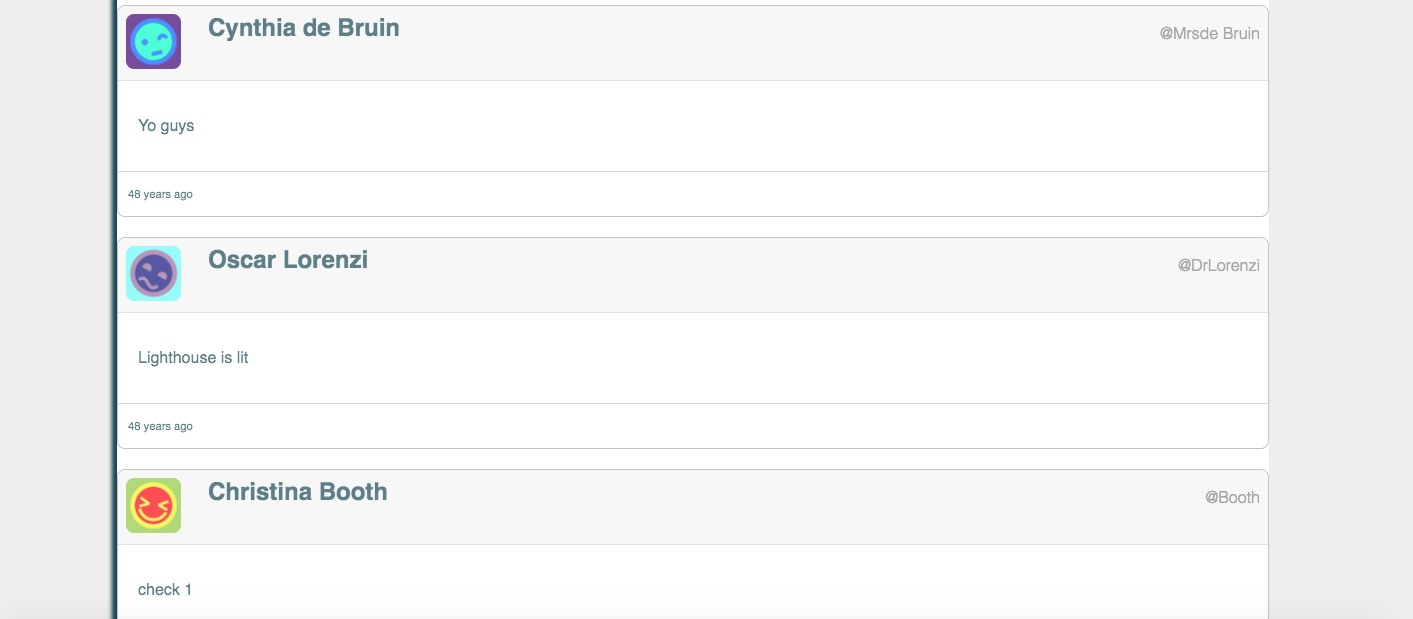 Cynthia de Bruin
@Mrsde Bruin
Yo guys
48 years ago
Oscar Lorenzi
@DrLorenzi
Lighthouse is lit
48 years ago
Christina Booth
@Booth
check 1